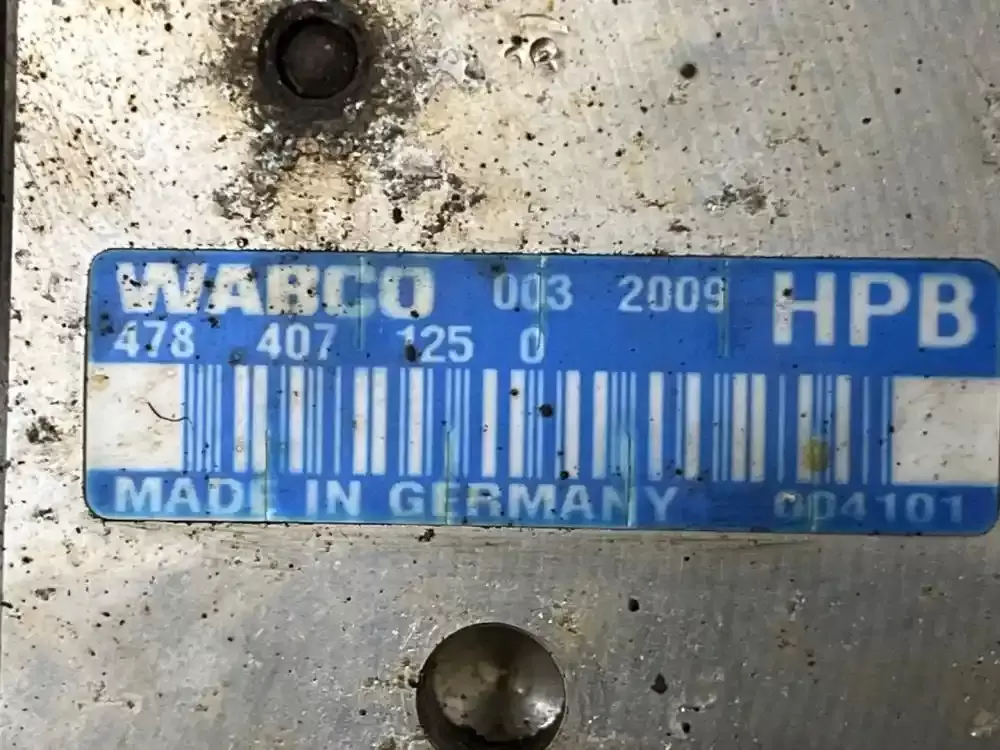 WABCO 003 2009 HPB
478 407 125 0
MADE IN GERMANY 004101